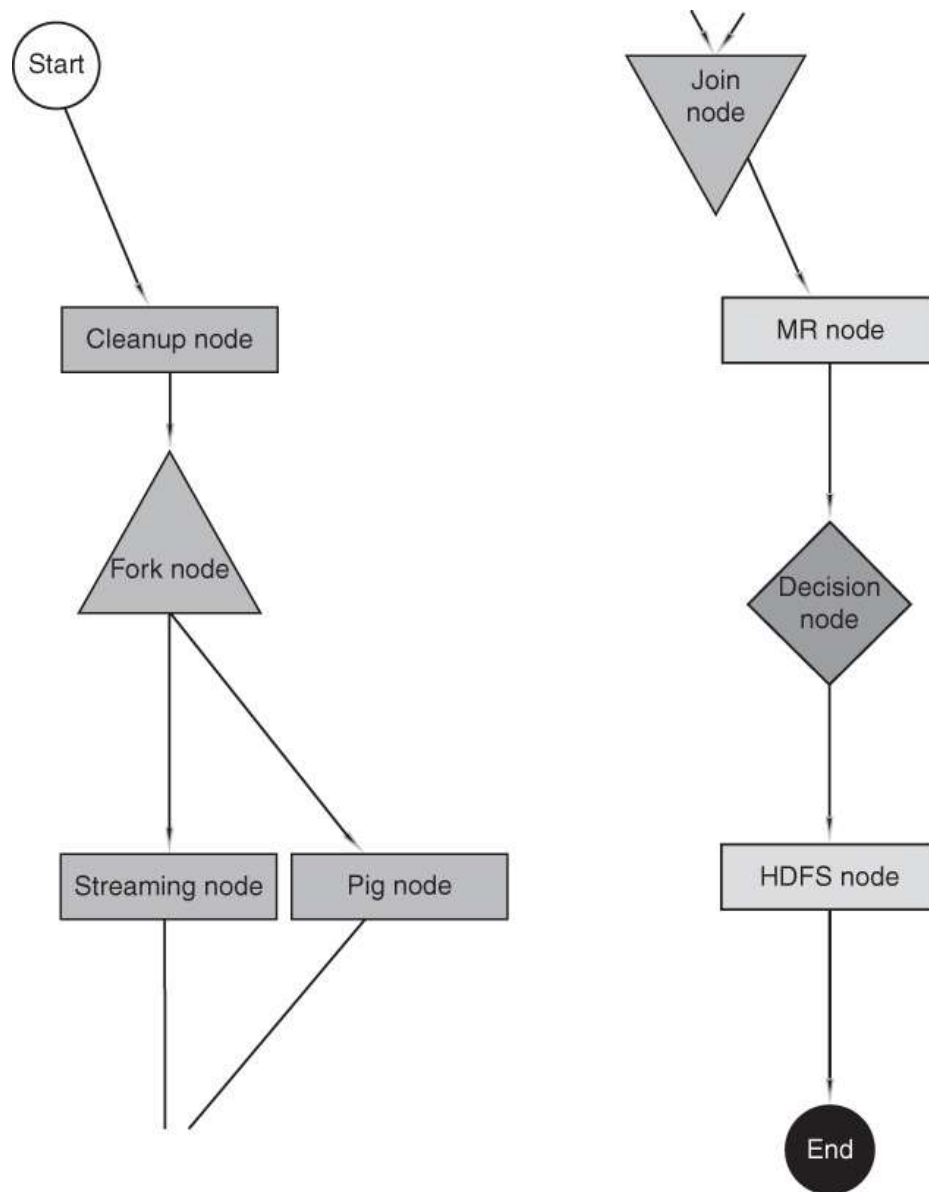 Start
Cleanup node
Fork node
Streaming node
Pig node
Join
node
MR node
Decision
node
HDFS node
End